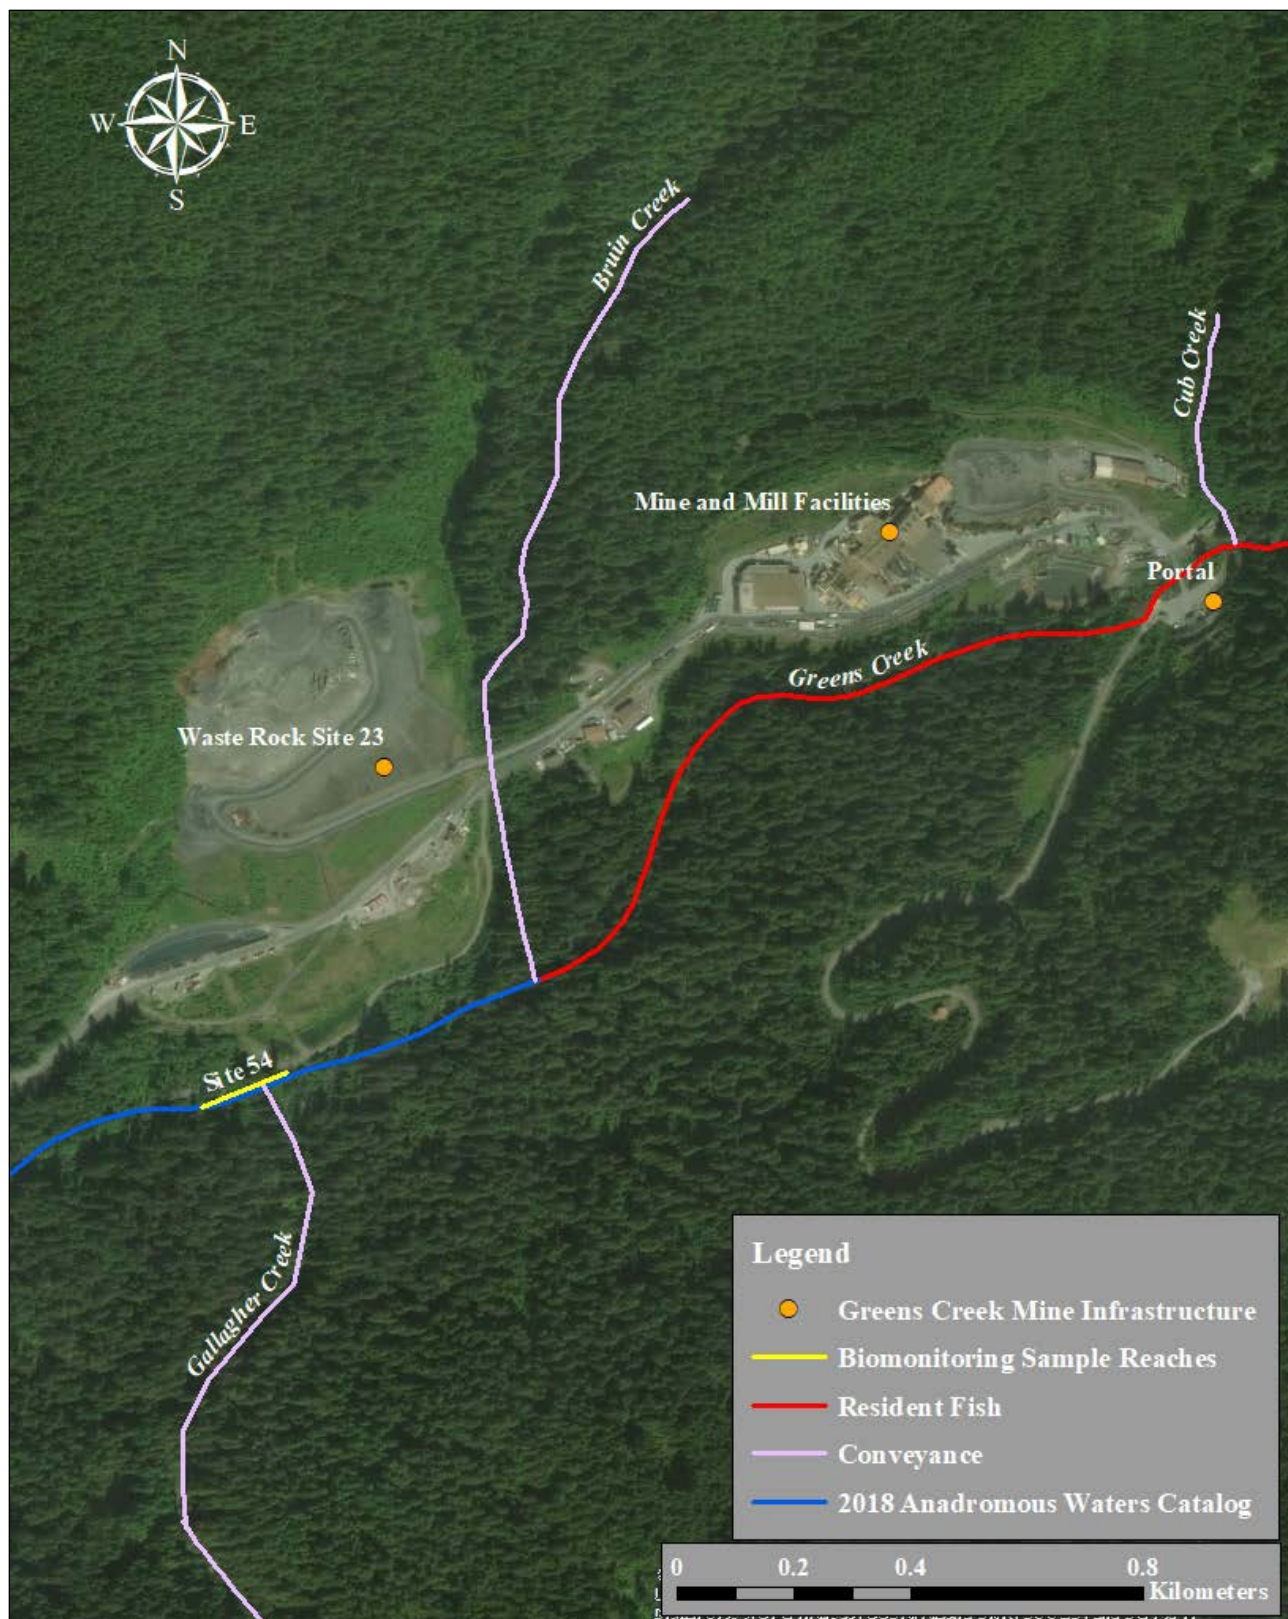 N
W E
S
Bruin Creek
Cub Creek
Mine and Mill Facilities
Portal
Greens Creek
Waste Rock Site 23
Site 54
Gallagher Creek
Legend
Greens Creek Mine Infrastructure
Biomonitoring Sample Reaches
Resident Fish
Conveyance
2018 Anadromous Waters Catalog
0 0.2 0.4 0.8
Kilometers